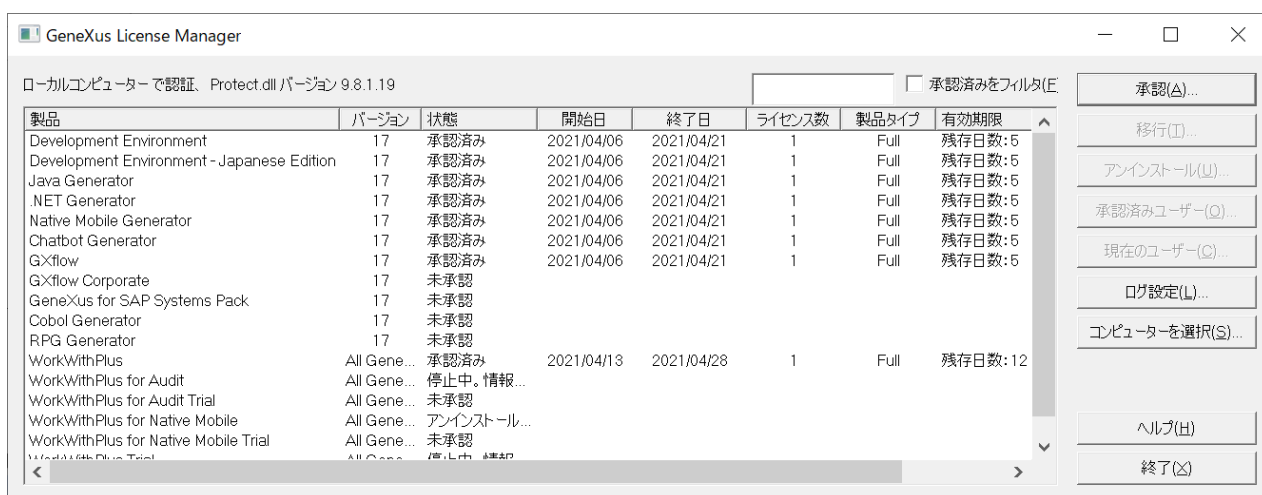 GeneXus License Manager
ローカルコンピューター で認証、 Protect.dll バージョン 9.8.1.19
承認済みをフィルタ(E
製品 バージョン 状態 開始日 終了日 ライセンス数 製品タイプ 有効期限
Development Environment 17 承認済み 2021/04/06 2021/04/21 1 Full 残存日数:5
Development Environment - Japanese Edition 17 承認済み 2021/04/06 2021/04/21 1 Full 残存日数:5
Java Generator 17 承認済み 2021/04/06 2021/04/21 1 Full 残存日数:5
.NET Generator 17 承認済み 2021/04/06 2021/04/21 1 Full 残存日数:5
Native Mobile Generator 17 承認済み 2021/04/06 2021/04/21 1 Full 残存日数:5
Chatbot Generator 17 承認済み 2021/04/06 2021/04/21 1 Full 残存日数:5
GXflow 17 承認済み 2021/04/06 2021/04/21 1 Full 残存日数:5
GXflow Corporate 17 未承認
GeneXus for SAP Systems Pack 17 未承認
Cobol Generator 17 未承認
RPG Generator 17 未承認
WorkWithPlus All Gene... 承認済み 2021/04/13 2021/04/28 1 Full 残存日数:12
WorkWithPlus for Audit All Gene... 停止中。情報...
WorkWithPlus for Audit Trial All Gene... 未承認
WorkWithPlus for Native Mobile All Gene... アンインストール...
WorkWithPlus for Native Mobile Trial All Gene... 未承認
承認(A)...
移行(T)...
アンインストール(U)...
承認済みユーザー(O)...
現在のユーザー(C)...
ログ設定(L)...
コンピューターを選択(S)...
ヘルプ(H)
終了(X)